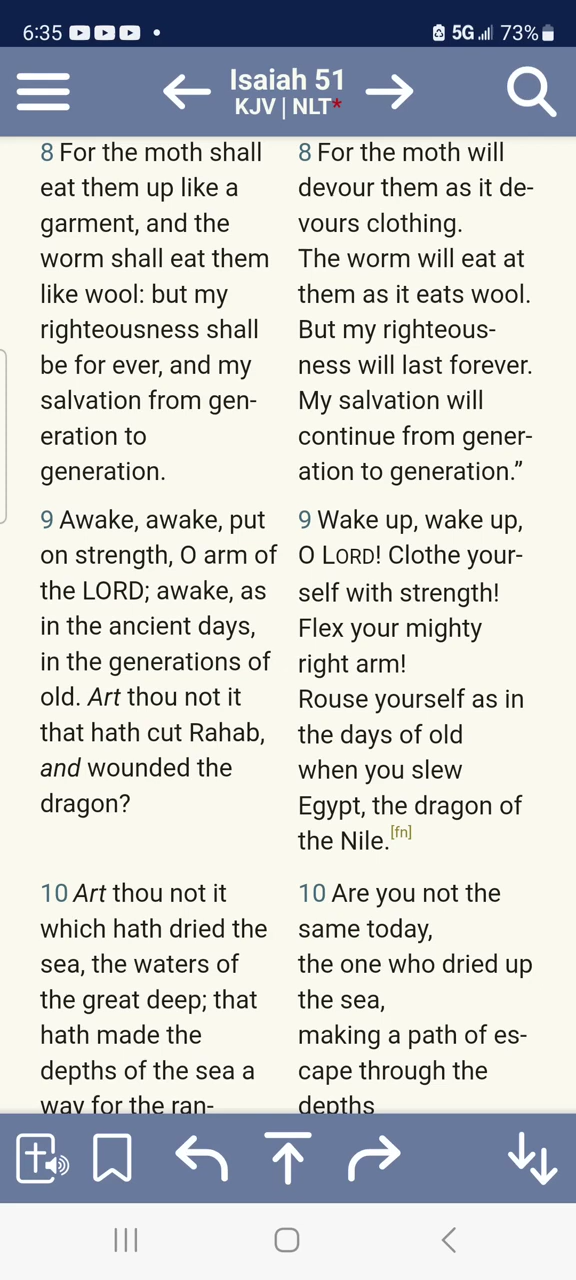 6:35
5G 73%
Isaiah 51
KJV | NLT*
8 For the moth shall
eat them up like a
garment, and the
worm shall eat them
like wool: but my
righteousness shall
be for ever, and my
salvation from gen-
eration to
generation.
8 For the moth will
devour them as it de-
vours clothing.
The worm will eat at
them as it eats wool.
But my righteous-
ness will last forever.
My salvation will
continue from gener-
ation to generation.”
9 Awake, awake, put
on strength, O arm of
the LORD; awake, as
in the ancient days,
in the generations of
old. Art thou not it
that hath cut Rahab,
and wounded the
dragon?
9 Wake up, wake up,
O LORD! Clothe your-
self with strength!
Flex your mighty
right arm!
Rouse yourself as in
the days of old
when you slew
Egypt, the dragon of
the Nile.[fn]
10 Art thou not it
which hath dried the
sea, the waters of
the great deep; that
hath made the
depths of the sea a
way for the ran-
10 Are you not the
same today,
the one who dried up
the sea,
making a path of es-
cape through the
depths